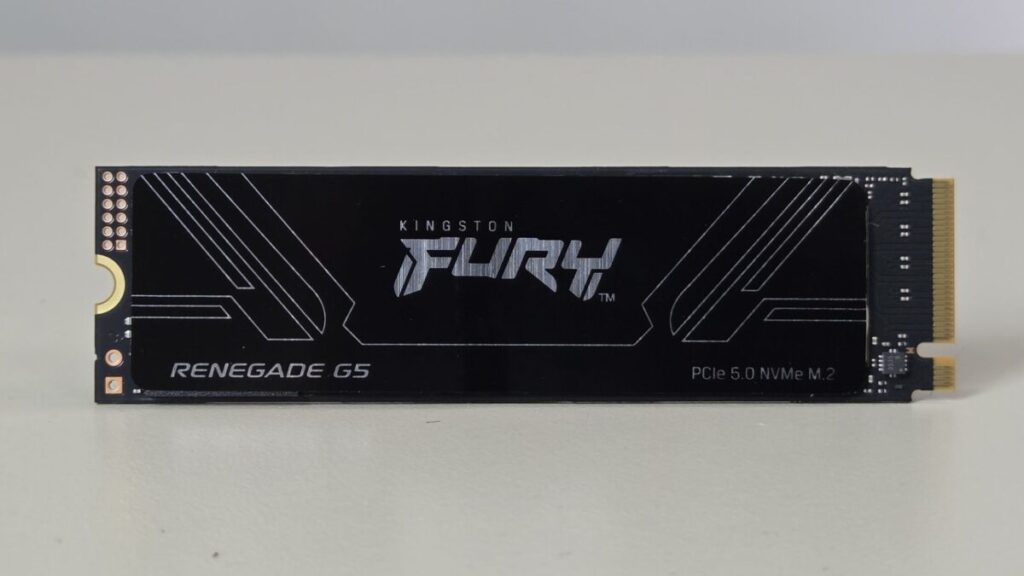 KINGSTON
FURY™
RENEGADE G5
PCIe 5.0 NVMe M.2